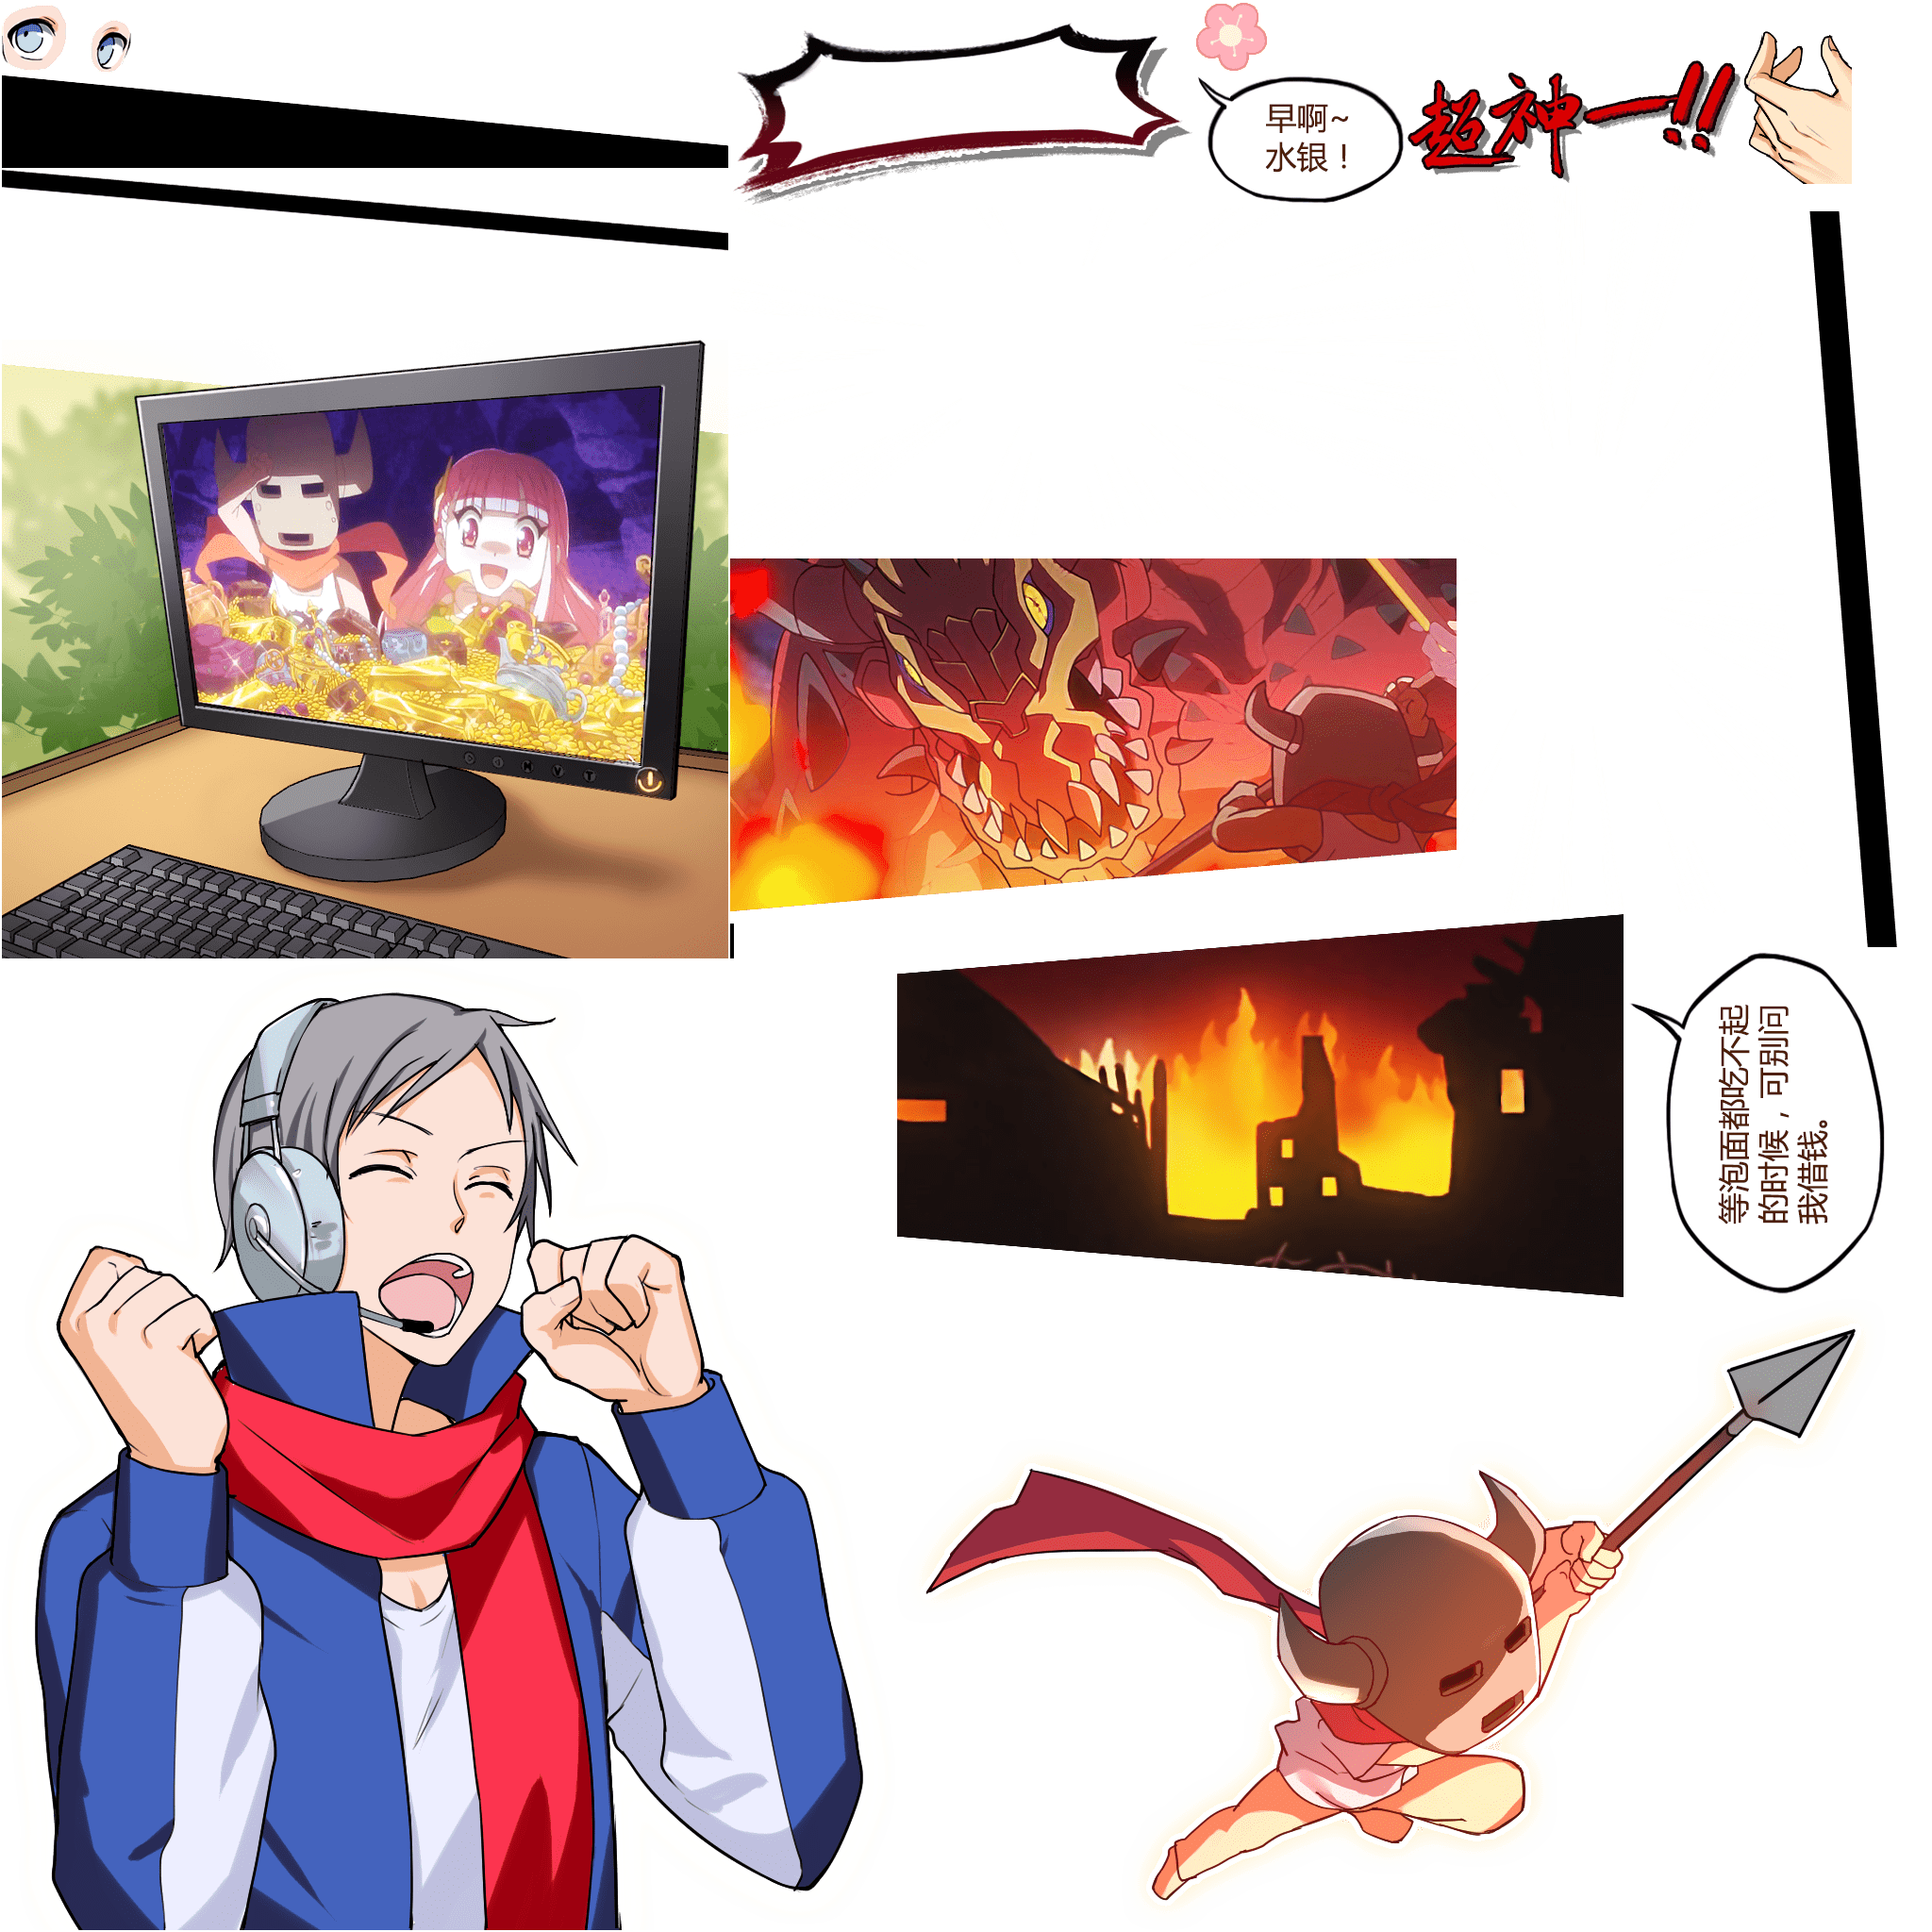 早啊~
水银！
超神一!!
等泡面都吃不起
的时候，可别问
我借钱。